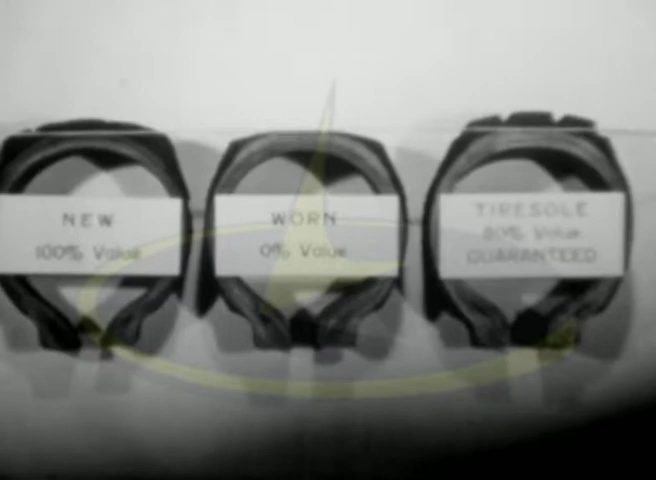 NEW
100% Value
WORN
0% Value
TIRESOLE
80% Value
GUARANTEED